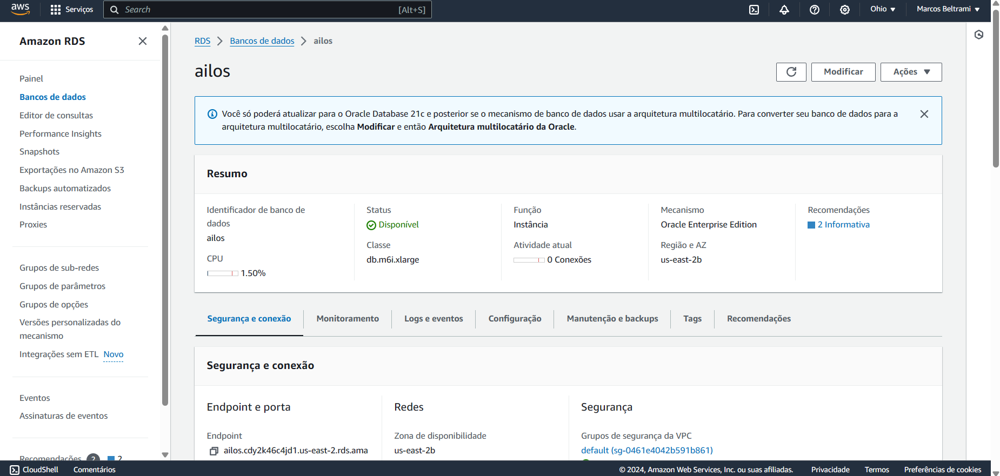 aws
Serviços
Search
[Alt+S]
Ohio
Marcos Beltrami
Amazon RDS
Painel
Bancos de dados
Editor de consultas
Performance Insights
Snapshots
Exportações no Amazon S3
Backups automatizados
Instâncias reservadas
Proxies
Grupos de sub-redes
Grupos de parâmetros
Grupos de opções
Versões personalizadas do
mecanismo
Integrações sem ETL Novo
Eventos
Assinaturas de eventos
Recomendações 2 2
RDS > Bancos de dados > ailos
ailos
Modificar
Ações
Você só poderá atualizar para o Oracle Database 21c e posterior se o mecanismo de banco de dados usar a arquitetura multilocatário. Para converter seu banco de dados para a
arquitetura multilocatário, escolha Modificar e então Arquitetura multilocatário da Oracle.
Resumo
Identificador de banco de
dados
ailos
CPU
1.50%
Status
Disponível
Classe
db.m6i.xlarge
Função
Instância
Atividade atual
0 Conexões
Mecanismo
Oracle Enterprise Edition
Região e AZ
us-east-2b
Recomendações
2 Informativa
Segurança e conexão
Monitoramento
Logs e eventos
Configuração
Manutenção e backups
Tags
Recomendações
Segurança e conexão
Endpoint e porta
Endpoint
ailos.cdy2k46c4jd1.us-east-2.rds.ama
Redes
Zona de disponibilidade
us-east-2b
Segurança
Grupos de segurança da VPC
default (sg-0461e4042b591b861)
CloudShell
Comentários
© 2024, Amazon Web Services, Inc. ou suas afiliadas.
Privacidade
Termos
Preferências de cookies